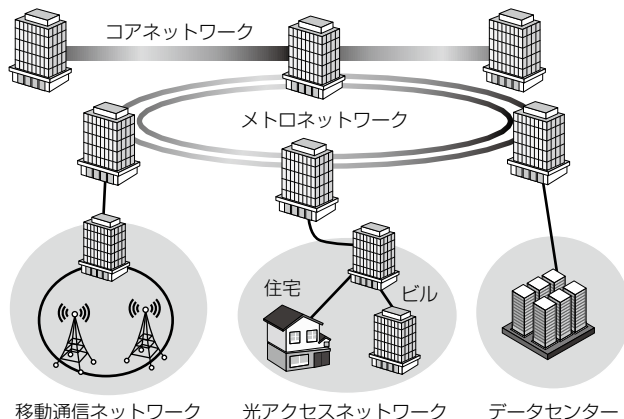 コアネットワーク
メトロネットワーク
住宅
ビル
移動通信ネットワーク
光アクセスネットワーク
データセンター